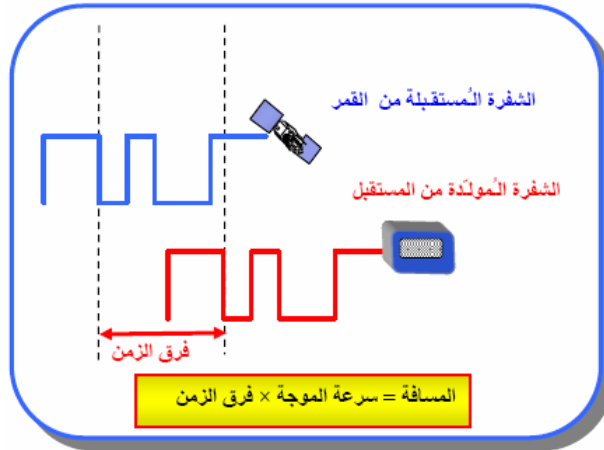 الشفرة المُستقبلة من القمر
الشفرة المُولّدة من المستقبل
فرق الزمن
المسافة = سرعة الموجة × فرق الزمن